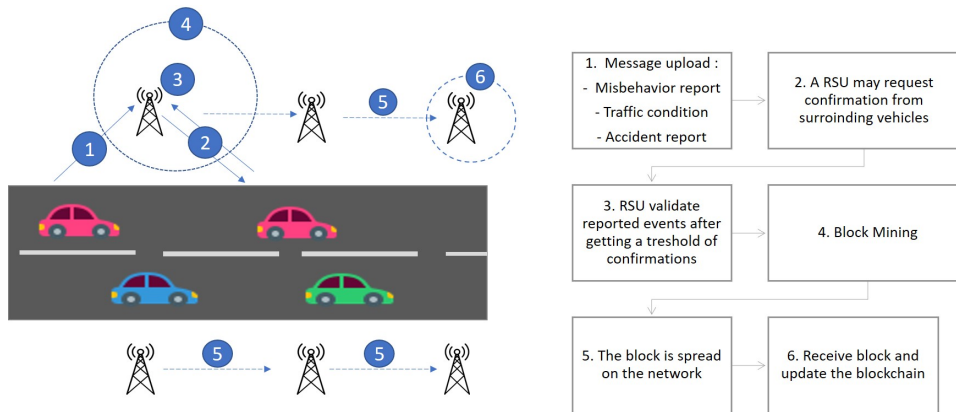 4
3
6
5
1
2
5
5
1. Message upload :
- Misbehavior report
- Traffic condition
- Accident report
2. A RSU may request
confirmation from
surroinding vehicles
3. RSU validate
reported events after
getting a treshold of
confirmations
4. Block Mining
5. The block is spread
on the network
6. Receive block and
update the blockchain